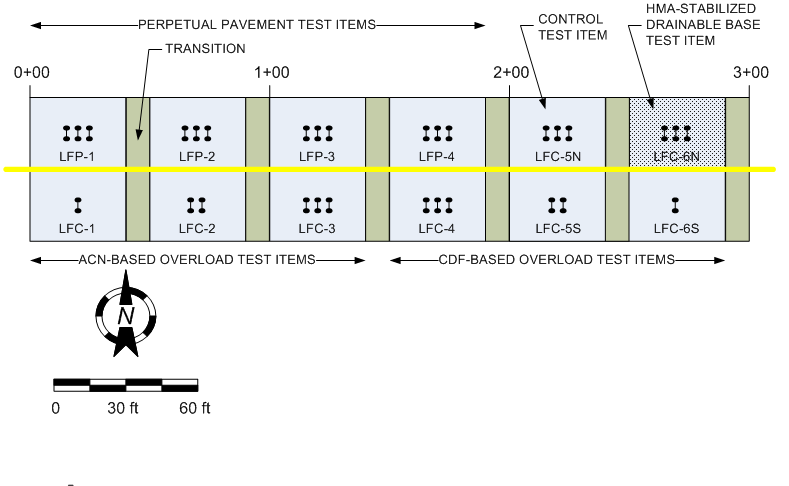 HMA-STABILIZED
DRAINABLE BASE
TEST ITEM
CONTROL
TEST ITEM
PERPETUAL PAVEMENT TEST ITEMS
TRANSITION
0+00 1+00 2+00 3+00
LFP-1 LFP-2 LFP-3 LFP-4 LFC-5N LFC-6N
LFC-1 LFC-2 LFC-3 LFC-4 LFC-5S LFC-6S
ACN-BASED OVERLOAD TEST ITEMS CDF-BASED OVERLOAD TEST ITEMS
N
0 30 ft 60 ft